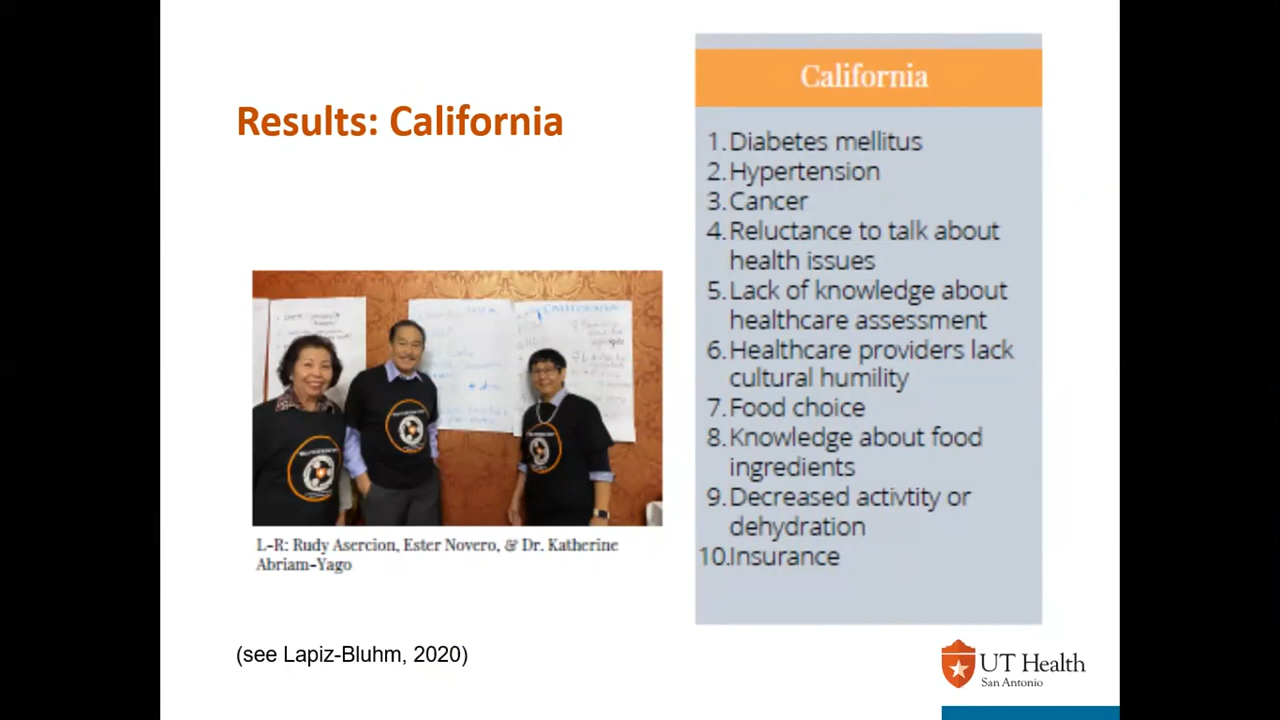 Results: California
L-R: Rudy Asercion, Ester Novero, & Dr. Katherine
Abriam-Yago
(see Lapiz-Bluhm, 2020)
California
1. Diabetes mellitus
2. Hypertension
3. Cancer
4. Reluctance to talk about
health issues
5. Lack of knowledge about
healthcare assessment
6. Healthcare providers lack
cultural humility
7. Food choice
8. Knowledge about food
ingredients
9. Decreased activtity or
dehydration
10. Insurance
CALIFORNIA
UT Health
San Antonio